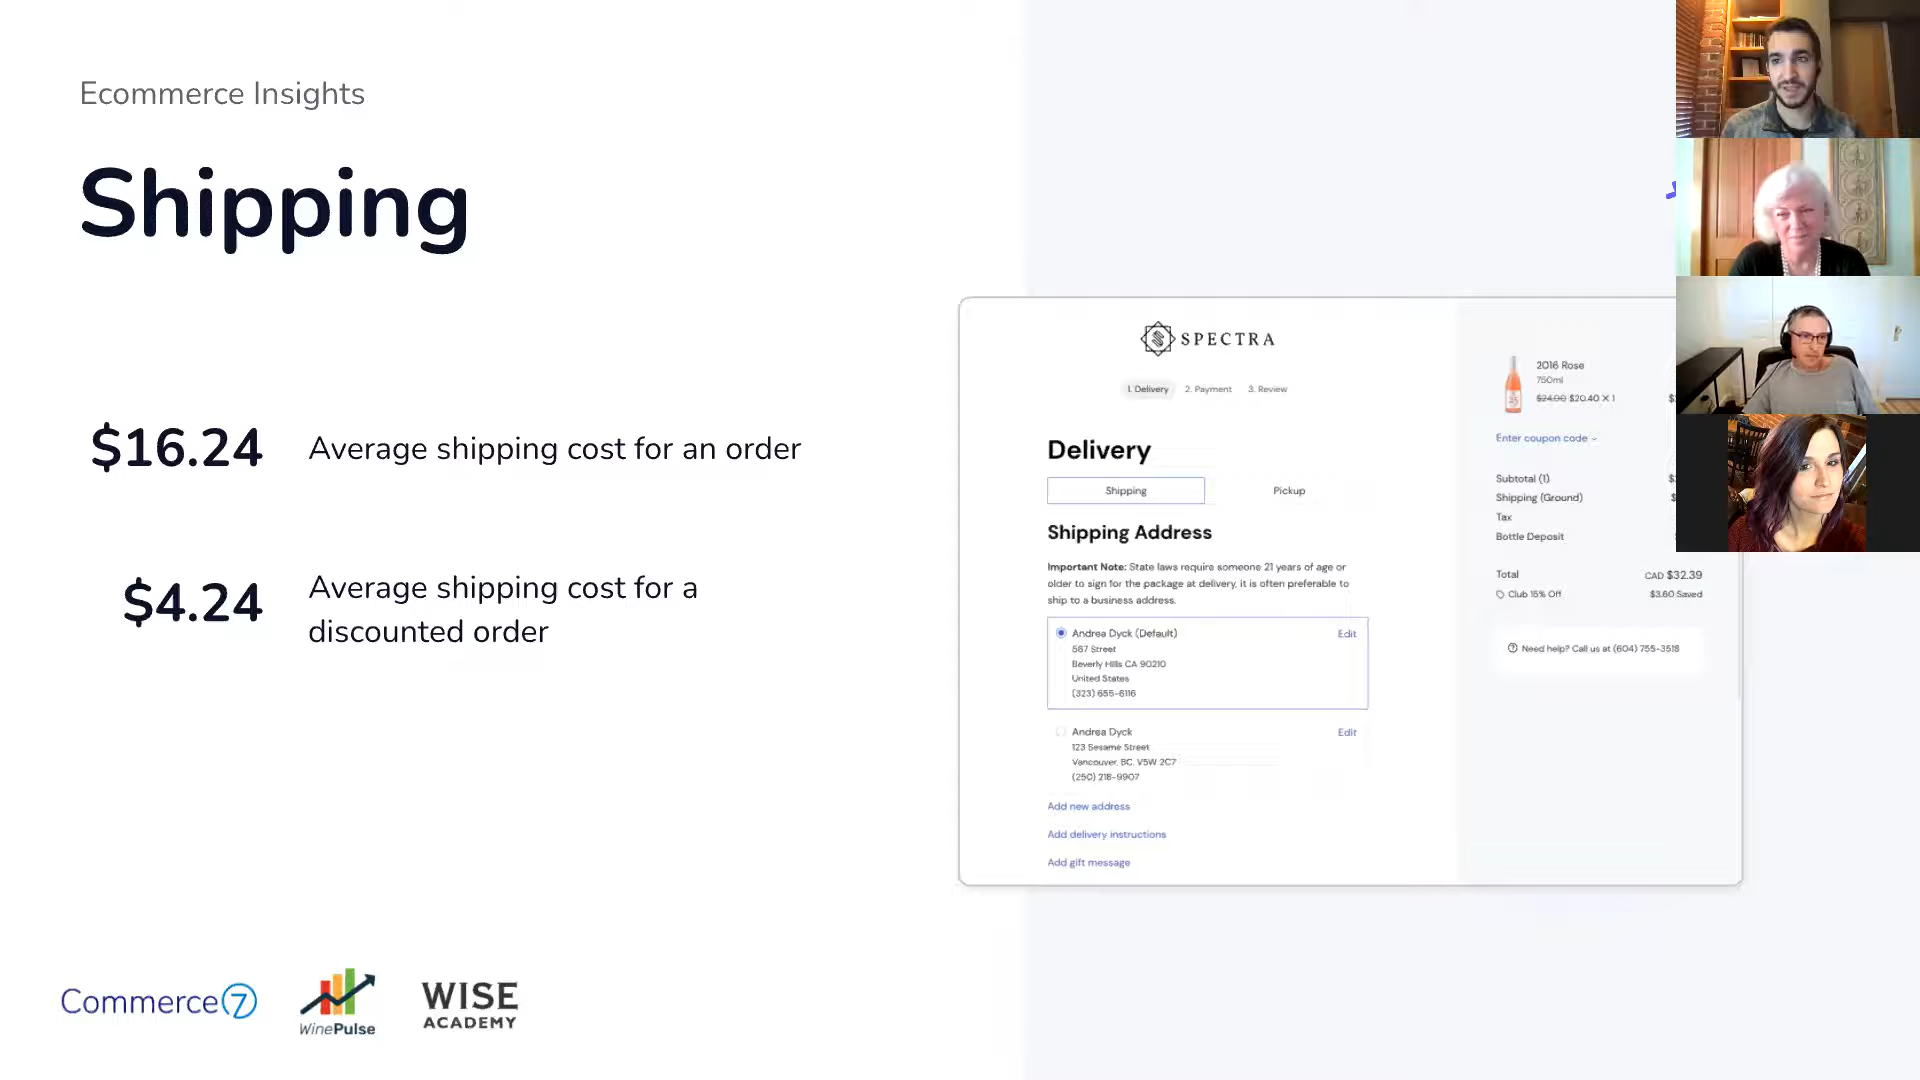 Ecommerce Insights
Shipping
$16.24 Average shipping cost for an order
$4.24 Average shipping cost for a
discounted order
Commerce7
WinePulse
WISE
ACADEMY
SPECTRA
1. Delivery 2. Payment 3. Review
Delivery
Shipping Pickup
Shipping Address
Important Note: State laws require someone 21 years of age or
older to sign for the package at delivery, it is often preferable to
ship to a business address.
Andrea Dyck (Default) Edit
567 Street
Beverly Hills CA 90210
United States
(323) 655-6116
Andrea Dyck Edit
123 Sesame Street
Vancouver, BC, V5W 2C7
(250) 218-9907
Add new address
Add delivery instructions
Add gift message
2016 Rose
750ml
$24.00 $20.40 X 1
Enter coupon code
Subtotal (1)
Shipping (Ground)
Tax
Bottle Deposit
Total CAD $32.39
Club 15% Off $3.60 Saved
Need help? Call us at (604) 755-3518